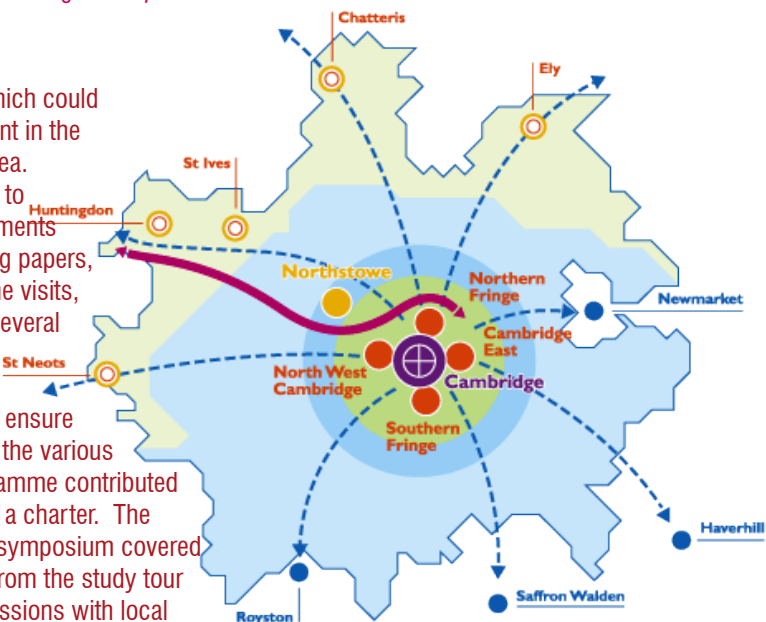 Chatteris
Ely
hich could
nt in the
ea.
to
ments
g papers,
ne visits,
everal
ensure
the various
amme contributed
a charter. The
symposium covered
from the study tour
ssions with local
St Ives
Huntingdon
Northstowe
Northern
Fringe
Newmarket
Cambridge
East
St Neots
North West
Cambridge
Cambridge
Southern
Fringe
Haverhill
Saffron Walden
Royston